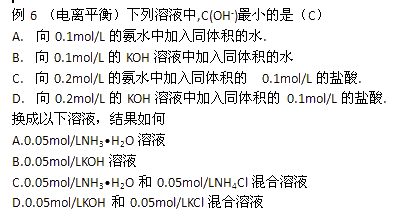 例 6 （电离平衡）下列溶液中,C(OH-)最小的是（C）
A. 向 0.1mol/L 的氨水中加入同体积的水.
B. 向 0.1mol/L 的 KOH 溶液中加入同体积的水
C. 向 0.2mol/L 的氨水中加入同体积的 0.1mol/L 的盐酸.
D. 向 0.2mol/L 的 KOH 溶液中加入同体积的 0.1mol/L 的盐酸.
换成以下溶液，结果如何
A.0.05mol/LNH₃•H₂O 溶液
B.0.05mol/LKOH 溶液
C.0.05mol/LNH₃•H₂O 和 0.05mol/LNH₄Cl 混合溶液
D.0.05mol/LKOH 和 0.05mol/LKCl 混合溶液